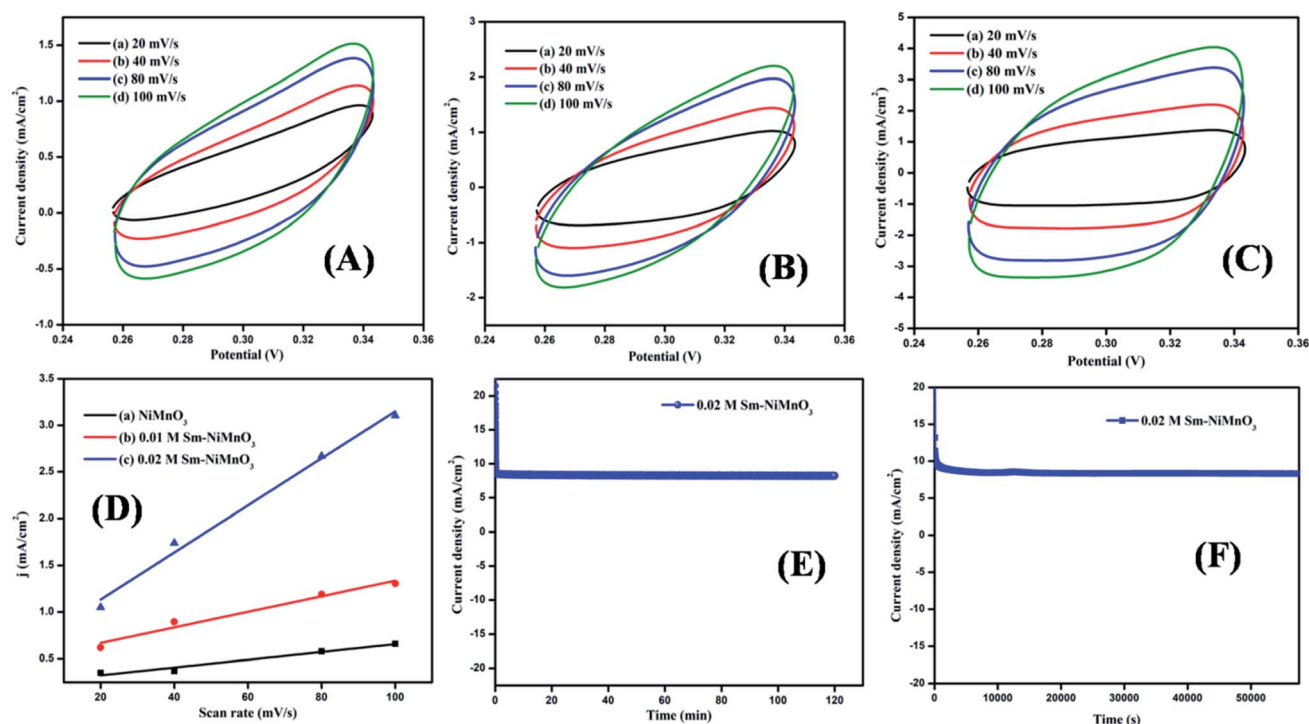 (a) 20 mV/s
(b) 40 mV/s
(c) 80 mV/s
(d) 100 mV/s
1.5
1.0
0.5
0.0
-0.5
-1.0
0.24 0.26 0.28 0.30 0.32 0.34 0.36
Current density (mA/cm²)
Potential (V)
(A)
(a) 20 mV/s
(b) 40 mV/s
(c) 80 mV/s
(d) 100 mV/s
3
2
1
0
-1
-2
0.24 0.26 0.28 0.30 0.32 0.34 0.36
Current density (mA/cm²)
Potential (V)
(B)
(a) 20 mV/s
(b) 40 mV/s
(c) 80 mV/s
(d) 100 mV/s
5
4
3
2
1
0
-1
-2
-3
-4
-5
0.24 0.26 0.28 0.30 0.32 0.34 0.36
Current density (mA/cm²)
Potential (V)
(C)
(a) NiMnO₃
(b) 0.01 M Sm-NiMnO₃
(c) 0.02 M Sm-NiMnO₃
3.5
3.0
2.5
2.0
1.5
1.0
0.5
20 40 60 80 100
j (mA/cm²)
Scan rate (mV/s)
(D)
0.02 M Sm-NiMnO₃
20
15
10
5
0
-5
-10
-15
-20
0 20 40 60 80 100 120 140
Current density (mA/cm²)
Time (min)
(E)
0.02 M Sm-NiMnO₃
20
15
10
5
0
-5
-10
-15
-20
0 10000 20000 30000 40000 50000
Current density (mA/cm²)
Time (s)
(F)